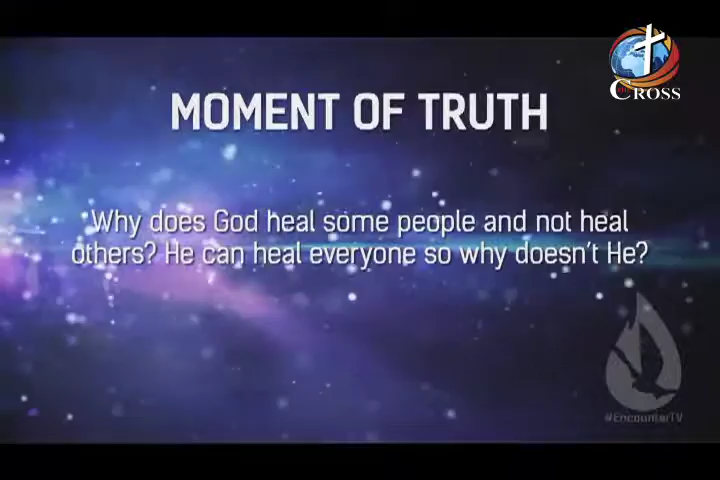 THE
CROSS
MOMENT OF TRUTH
Why does God heal some people and not heal
others? He can heal everyone so why doesn't He?
#EncounterTV